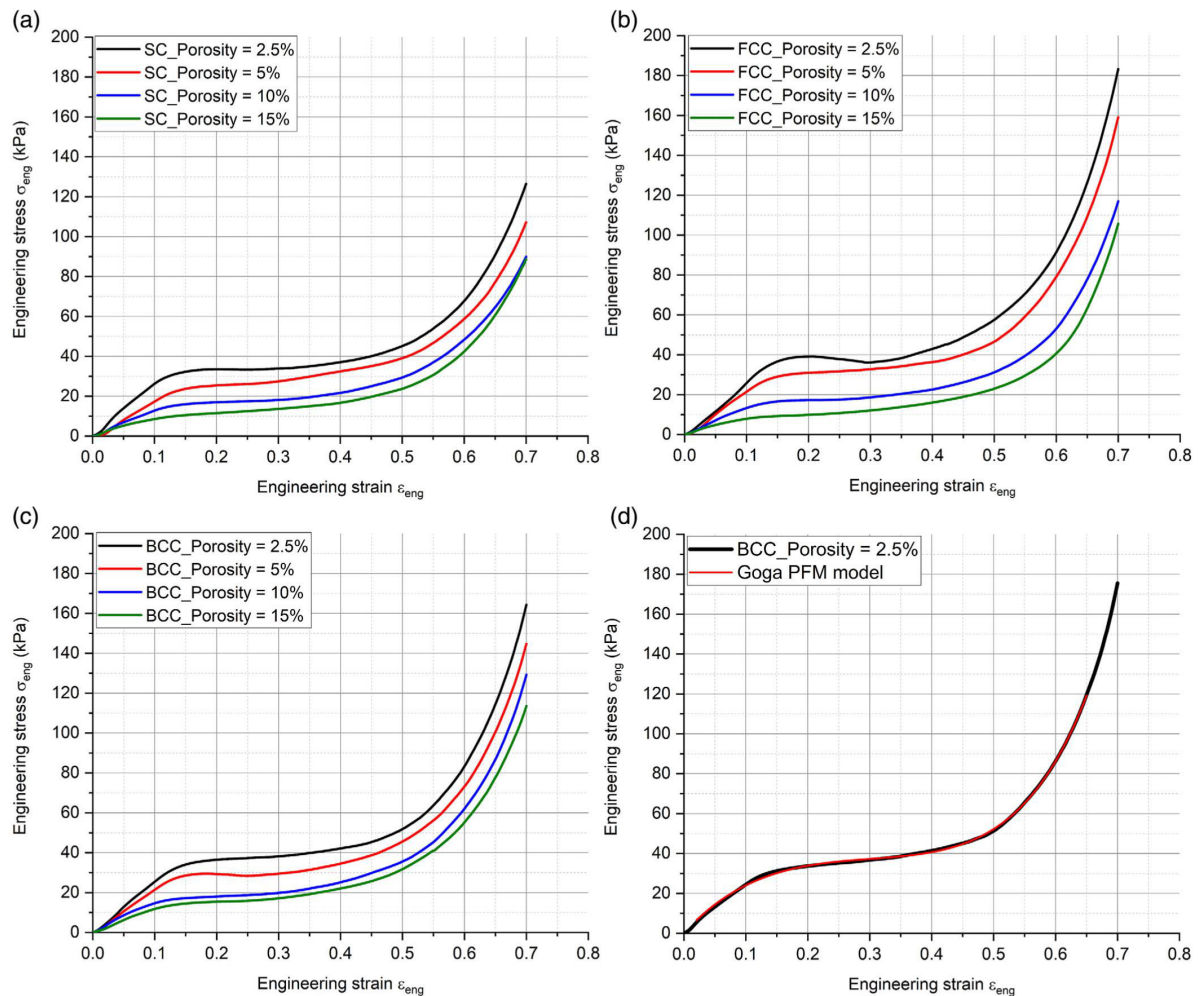 (a)
200
180
160
140
120
100
80
60
40
20
0
Engineering stress σeng (kPa)
SC_Porosity = 2.5%
SC_Porosity = 5%
SC_Porosity = 10%
SC_Porosity = 15%
0.0 0.1 0.2 0.3 0.4 0.5 0.6 0.7 0.8
Engineering strain εeng
(b)
200
180
160
140
120
100
80
60
40
20
0
Engineering stress σeng (kPa)
FCC_Porosity = 2.5%
FCC_Porosity = 5%
FCC_Porosity = 10%
FCC_Porosity = 15%
0.0 0.1 0.2 0.3 0.4 0.5 0.6 0.7 0.8
Engineering strain εeng
(c)
200
180
160
140
120
100
80
60
40
20
0
Engineering stress σeng (kPa)
BCC_Porosity = 2.5%
BCC_Porosity = 5%
BCC_Porosity = 10%
BCC_Porosity = 15%
0.0 0.1 0.2 0.3 0.4 0.5 0.6 0.7 0.8
Engineering strain εeng
(d)
200
180
160
140
120
100
80
60
40
20
0
Engineering stress σeng (kPa)
BCC_Porosity = 2.5%
Goga PFM model
0.0 0.1 0.2 0.3 0.4 0.5 0.6 0.7 0.8
Engineering strain εeng